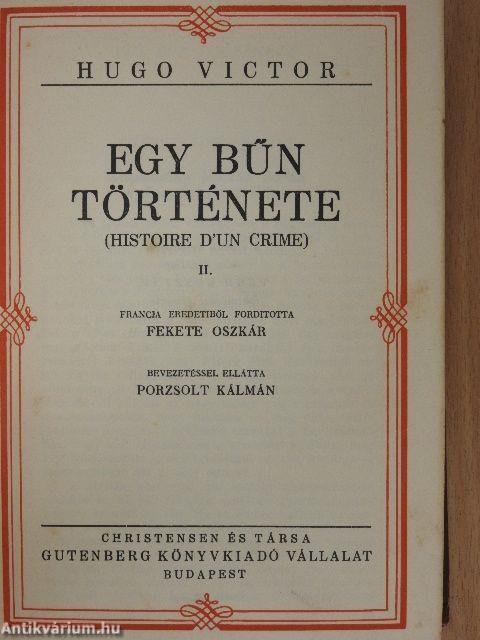 HUGO VICTOR
EGY BŰN
TÖRTÉNETE
(HISTOIRE D'UN CRIME)
II.
FRANCIA EREDETIBŐL FORDITOTTA
FEKETE OSZKÁR
BEVEZETÉSSEL ELLÁTTA
PORZSOLT KÁLMÁN
CHRISTENSEN ÉS TÁRSA
GUTENBERG KÖNYVKIADÓ VÁLLALAT
BUDAPEST
Antikvárium.hu